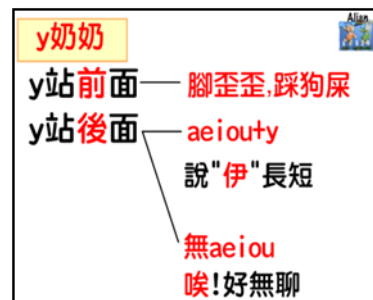 y奶奶
Alian
y站前面 腳歪歪,踩狗屎
y站後面 aeiou+y
說"伊"長短
無aeiou
唉!好無聊